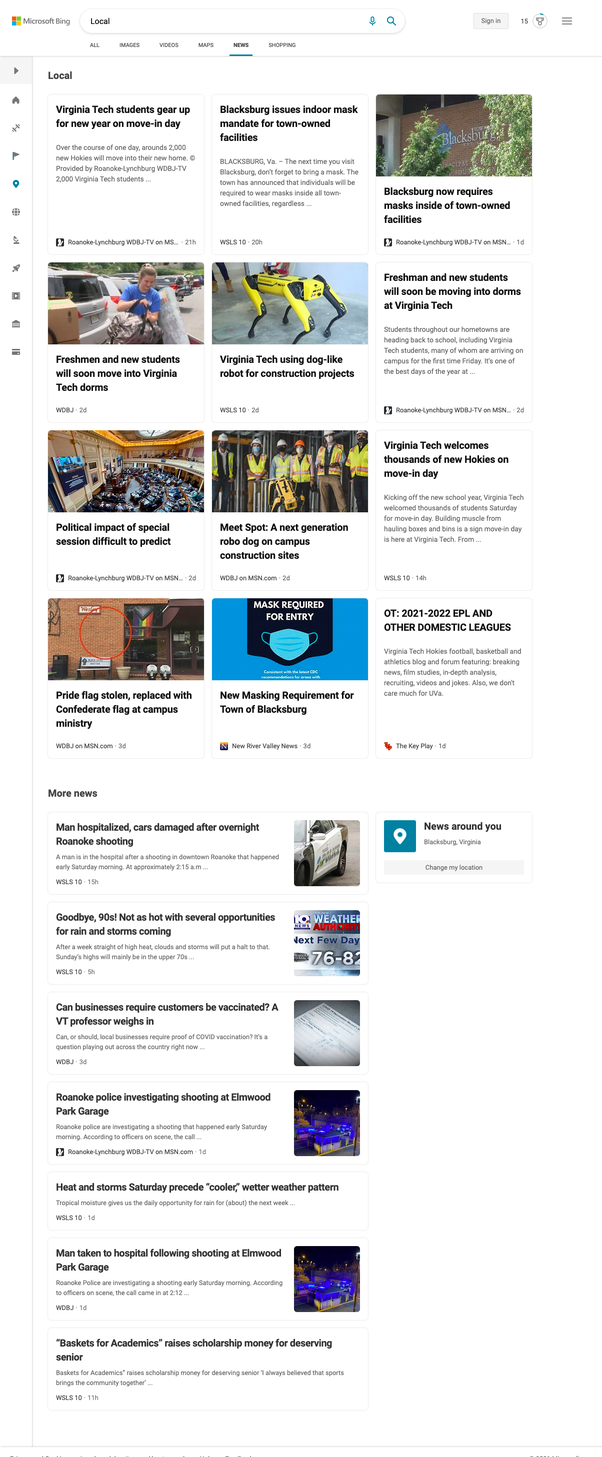 Microsoft Bing
Local
Sign in
15
ALL
IMAGES
VIDEOS
MAPS
NEWS
SHOPPING
Local
Virginia Tech students gear up
for new year on move-in day
Over the course of one day, arounds 2,000
new Hokies will move into their new home. ©
Provided by Roanoke-Lynchburg WDBJ-TV
2,000 Virginia Tech students ...
Roanoke-Lynchburg WDBJ-TV on MS... · 21h
Blacksburg issues indoor mask
mandate for town-owned
facilities
BLACKSBURG, Va. – The next time you visit
Blacksburg, don't forget to bring a mask. The
town has announced that individuals will be
required to wear masks inside all town-
owned facilities, regardless ...
WSLS 10 · 20h
Blacksburg
Blacksburg now requires
masks inside of town-owned
facilities
Roanoke-Lynchburg WDBJ-TV on MSN... · 1d
Freshmen and new students
will soon move into Virginia
Tech dorms
WDBJ · 2d
Virginia Tech using dog-like
robot for construction projects
WSLS 10 · 2d
Freshman and new students
will soon be moving into dorms
at Virginia Tech
Students throughout our hometowns are
heading back to school, including Virginia
Tech students, many of whom are arriving on
campus for the first time Friday. It's one of
the best days of the year at ...
Roanoke-Lynchburg WDBJ-TV on MSN... · 2d
Political impact of special
session difficult to predict
Roanoke-Lynchburg WDBJ-TV on MSN... · 2d
Meet Spot: A next generation
robo dog on campus
construction sites
WDBJ on MSN.com · 2d
Virginia Tech welcomes
thousands of new Hokies on
move-in day
Kicking off the new school year, Virginia Tech
welcomed thousands of students Saturday
for move-in day. Building muscle from
hauling boxes and bins is a sign move-in day
is here at Virginia Tech. From ...
WSLS 10 · 14h
Pride flag stolen, replaced with
Confederate flag at campus
ministry
WDBJ on MSN.com · 3d
MASK REQUIRED
FOR ENTRY
Consistent with the latest CDC
recommendations for areas with
New Masking Requirement for
Town of Blacksburg
New River Valley News · 3d
OT: 2021-2022 EPL AND
OTHER DOMESTIC LEAGUES
Virginia Tech Hokies football, basketball and
athletics blog and forum featuring: breaking
news, film studies, in-depth analysis,
recruiting, videos and jokes. Also, we don't
care much for UVa.
The Key Play · 1d
More news
Man hospitalized, cars damaged after overnight
Roanoke shooting
A man is in the hospital after a shooting in downtown Roanoke that happened
early Saturday morning. At approximately 2:15 a.m ...
WSLS 10 · 15h
News around you
Blacksburg, Virginia
Change my location
Goodbye, 90s! Not as hot with several opportunities
for rain and storms coming
After a week straight of high heat, clouds and storms will put a halt to that.
Sunday's highs will mainly be in the upper 70s ...
WSLS 10 · 5h
10 WEATHER
NEWS AUTHORITY
Next Few Day
76-82
Can businesses require customers be vaccinated? A
VT professor weighs in
Can, or should, local businesses require proof of COVID vaccination? It's a
question playing out across the country right now ...
WDBJ · 3d
Roanoke police investigating shooting at Elmwood
Park Garage
Roanoke police are investigating a shooting that happened early Saturday
morning. According to officers on scene, the call ...
Roanoke-Lynchburg WDBJ-TV on MSN.com · 1d
Heat and storms Saturday precede “cooler,” wetter weather pattern
Tropical moisture gives us the daily opportunity for rain for (about) the next week ...
WSLS 10 · 1d
Man taken to hospital following shooting at Elmwood
Park Garage
Roanoke Police are investigating a shooting early Saturday morning. According
to officers on scene, the call came in at 2:12 ...
WDBJ · 1d
“Baskets for Academics” raises scholarship money for deserving
senior
Baskets for Academics” raises scholarship money for deserving senior 'I always believed that sports
brings the community together' ...
WSLS 10 · 11h